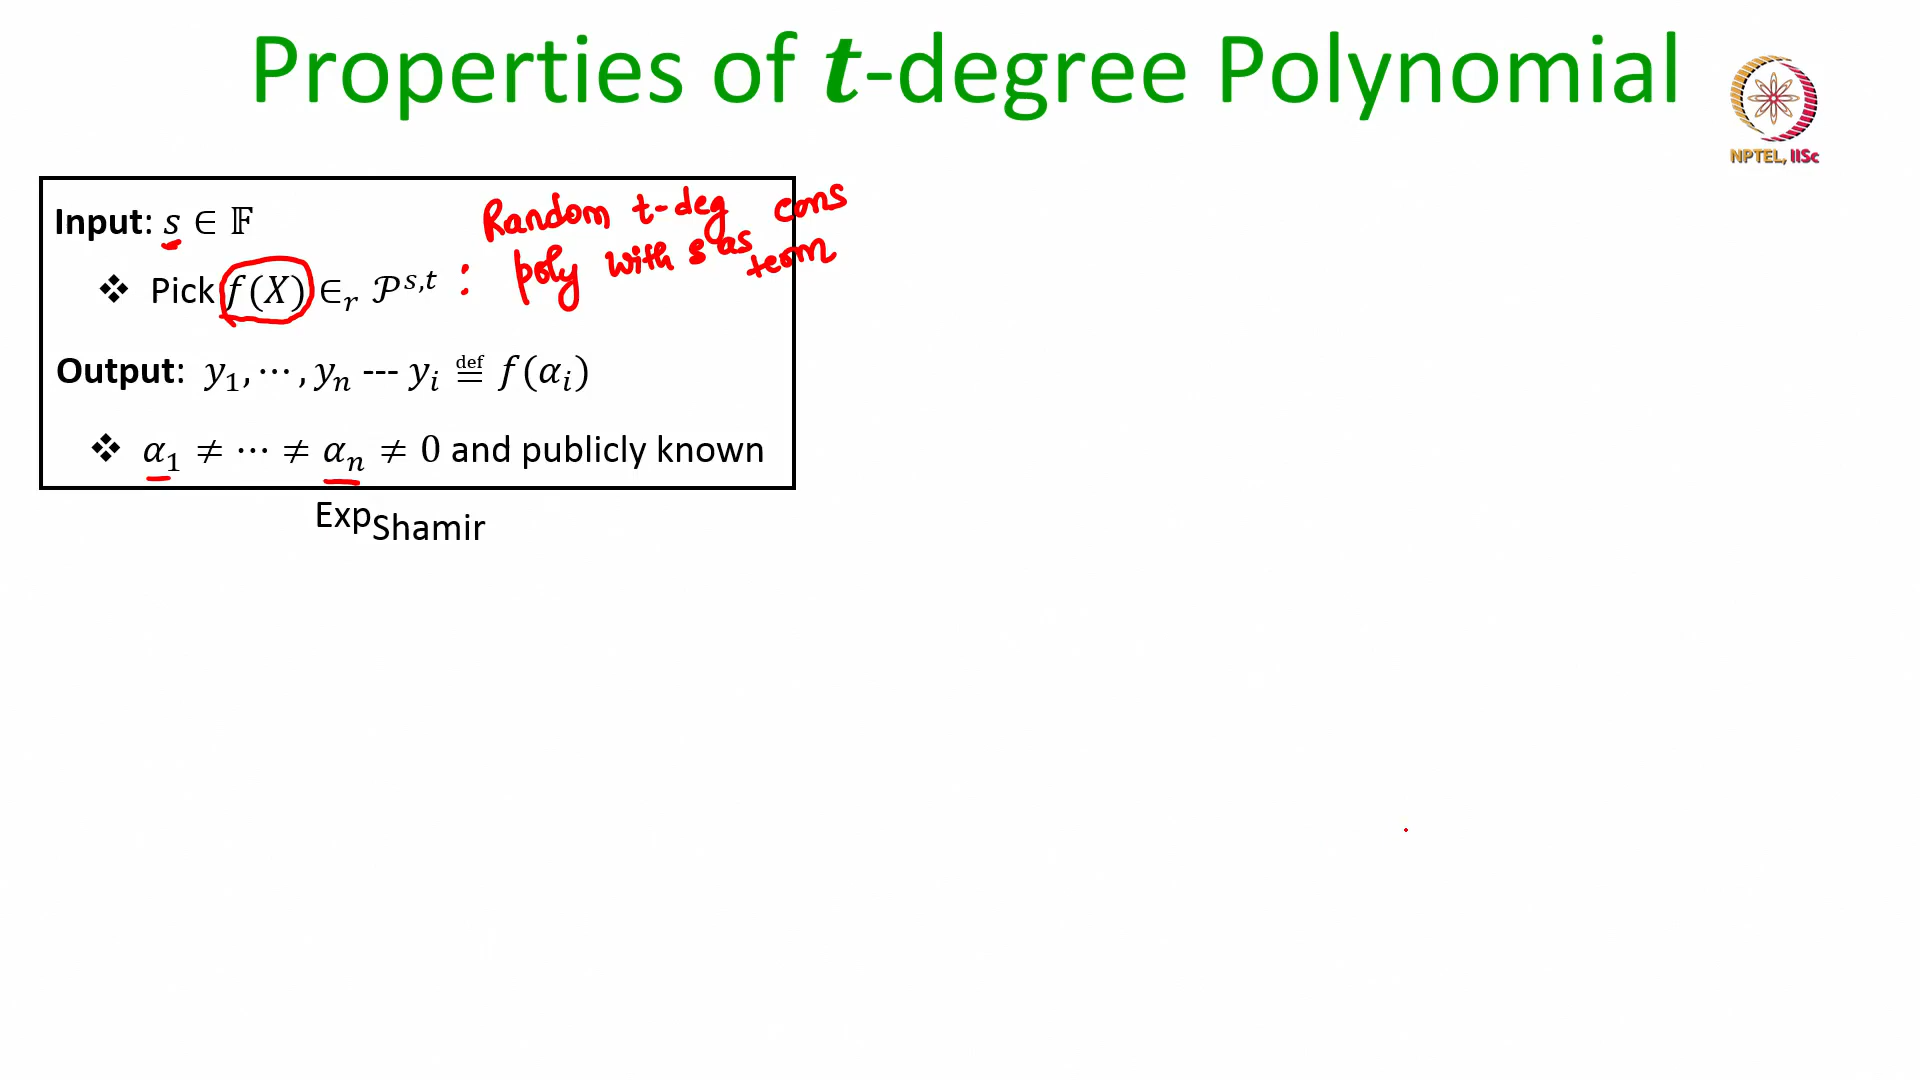 Properties of t-degree Polynomial
NPTEL, IISc
Input: s ∈ 𝔽
Random t-deg cons
poly with s as term
❖ Pick f(X) ∈r 𝒫^{s,t} :
Output: y₁, ⋯ , yₙ --- yᵢ ≝ f(αᵢ)
❖ α₁ ≠ ⋯ ≠ αₙ ≠ 0 and publicly known
Exp_Shamir